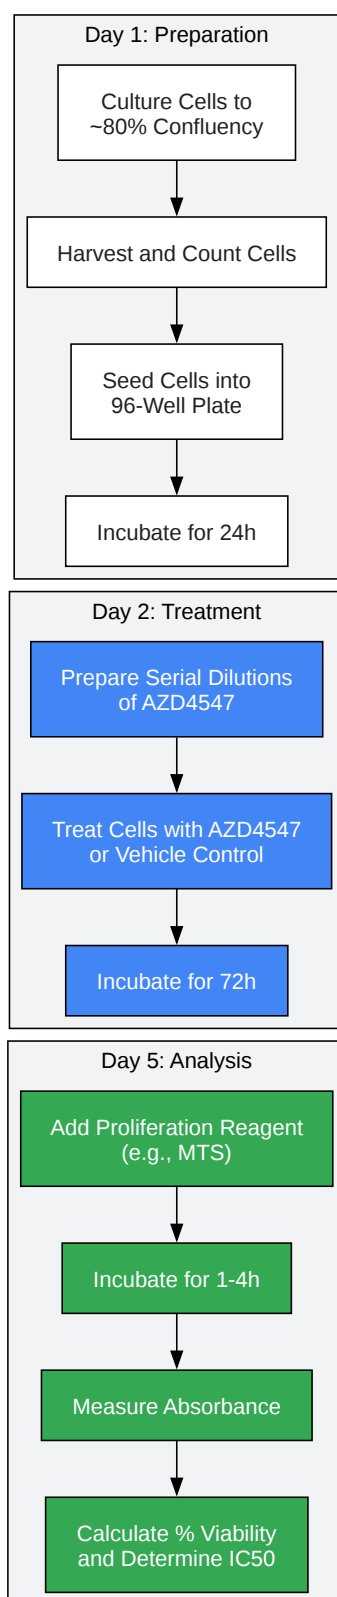 Day 1: Preparation
Culture Cells to
~80% Confluency
Harvest and Count Cells
Seed Cells into
96-Well Plate
Incubate for 24h
Day 2: Treatment
Prepare Serial Dilutions
of AZD4547
Treat Cells with AZD4547
or Vehicle Control
Incubate for 72h
Day 5: Analysis
Add Proliferation Reagent
(e.g., MTS)
Incubate for 1-4h
Measure Absorbance
Calculate % Viability
and Determine IC50